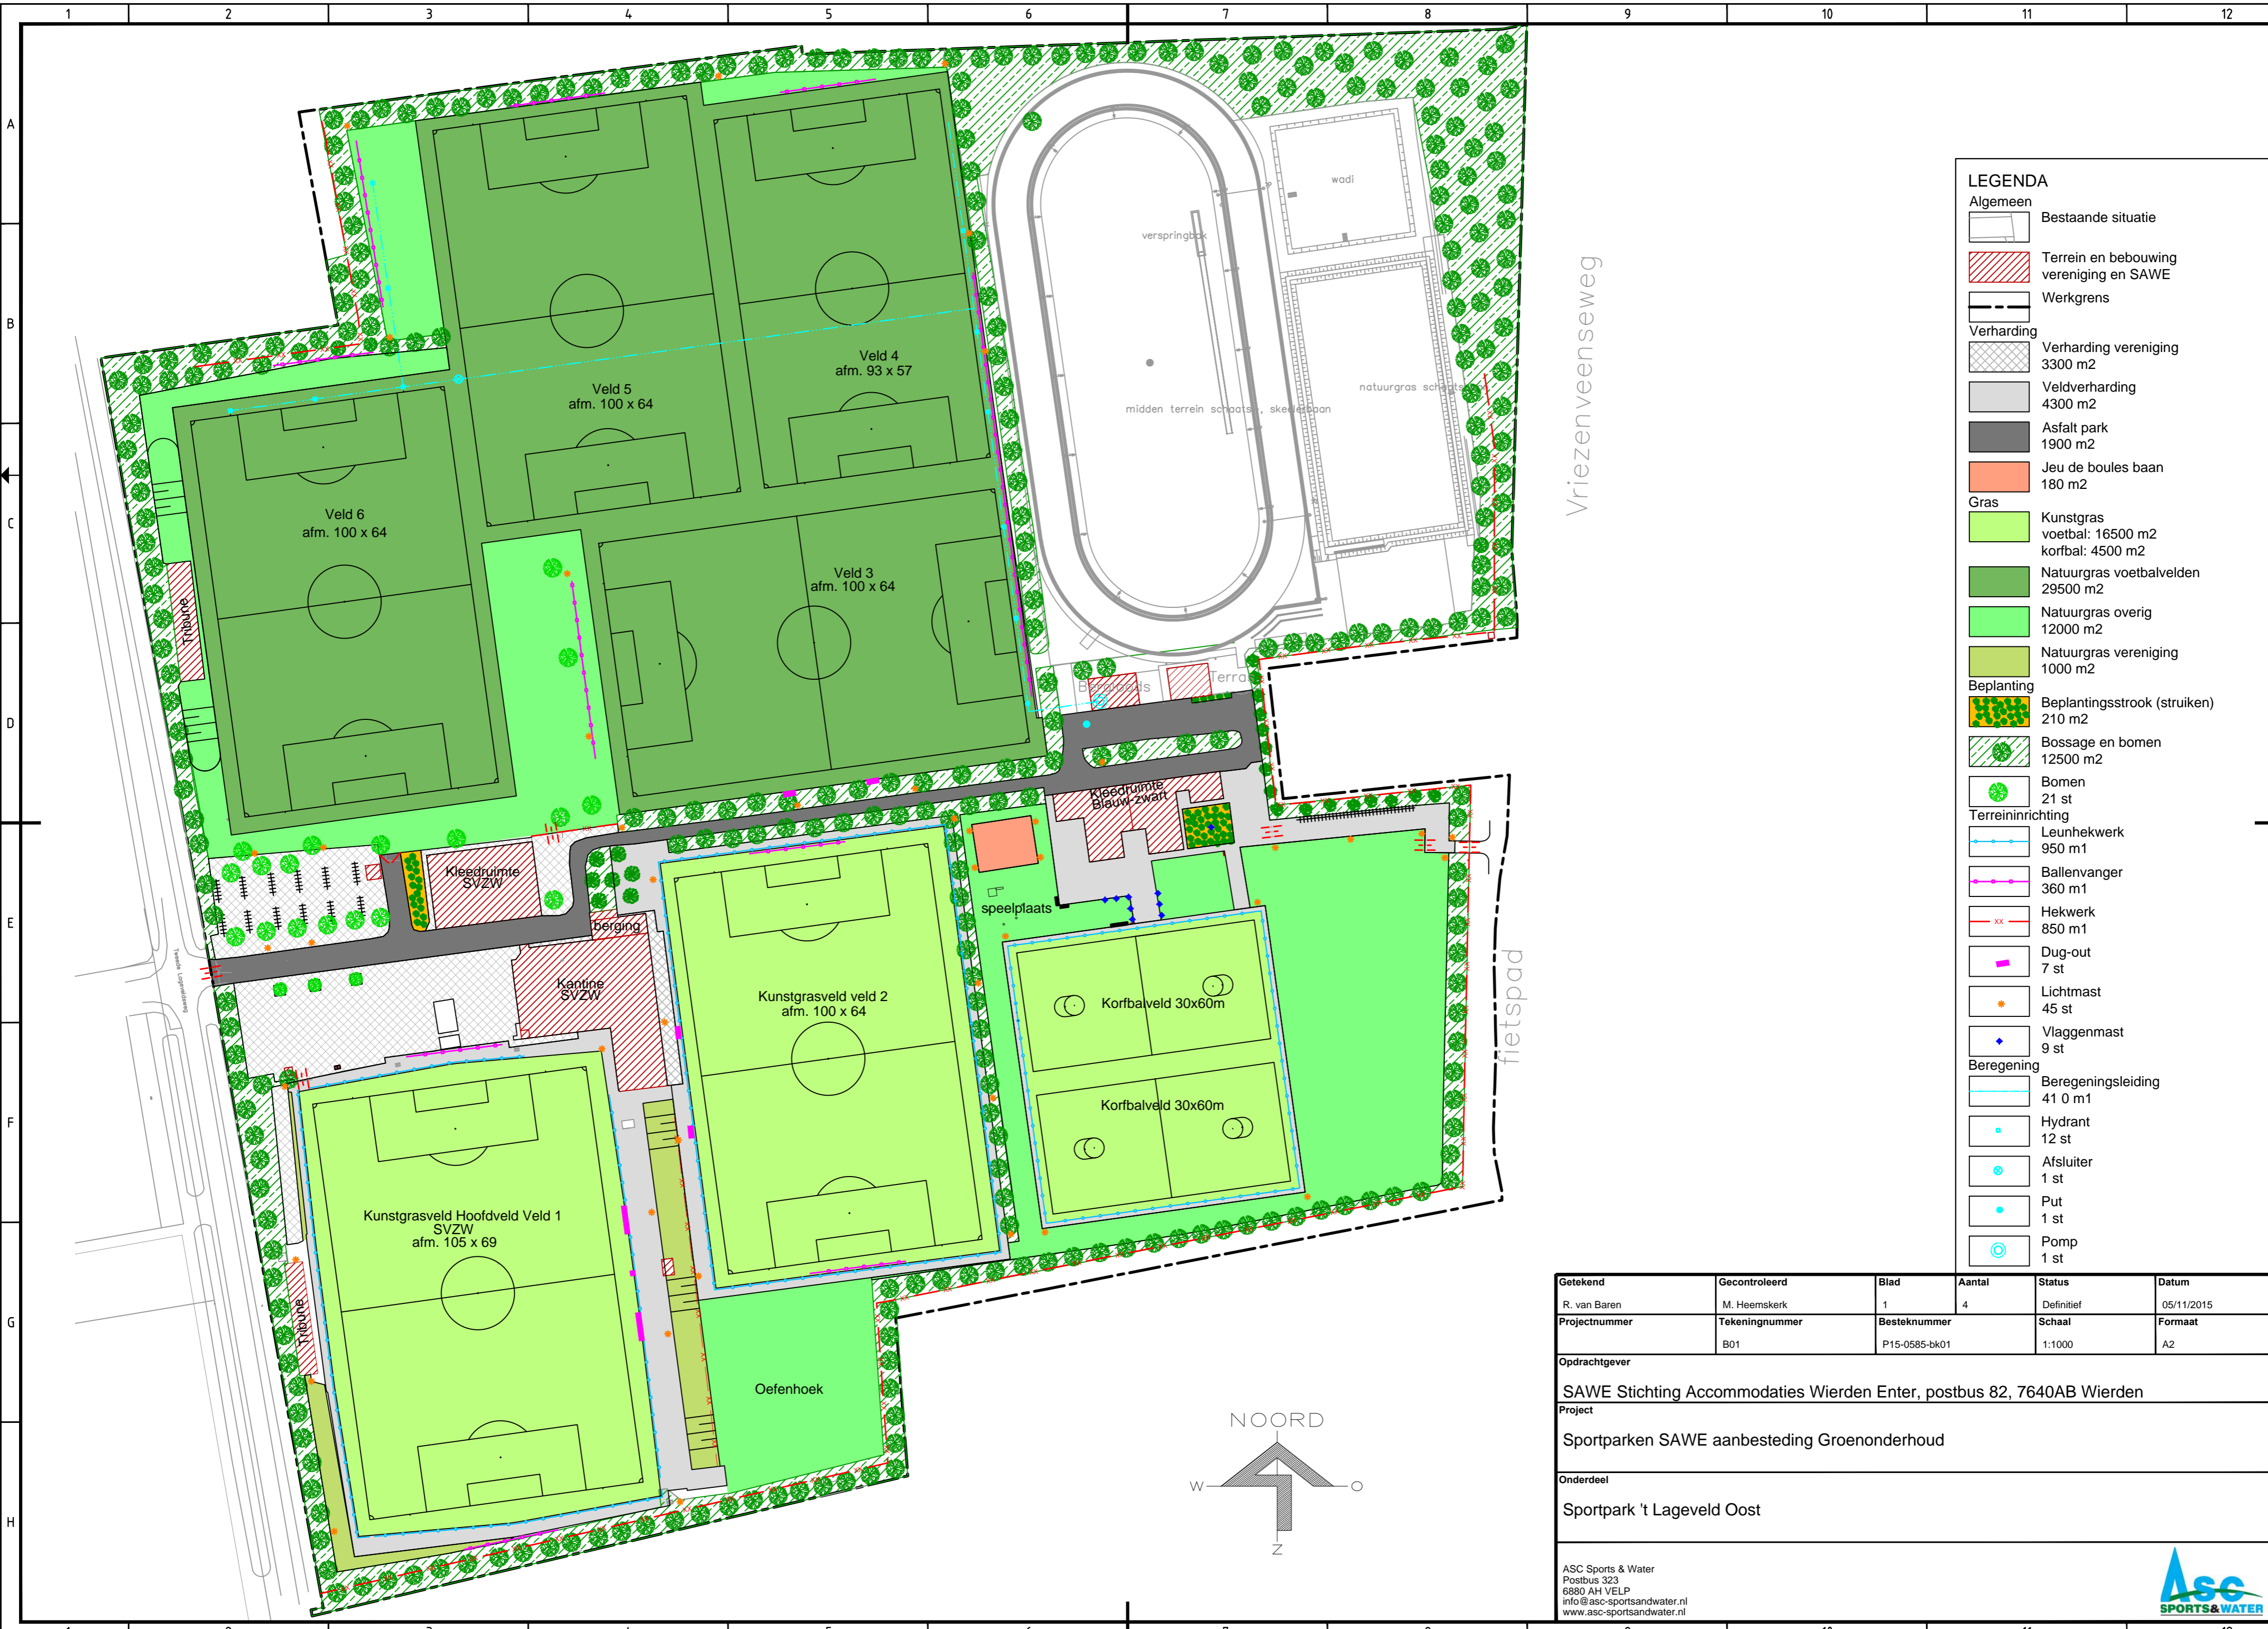 1 2 3 4 5 6 7 8 9 10 11 12
A
B
C
D
E
F
G
H
Veld 4
afm. 93 x 57
Veld 5
afm. 100 x 64
Veld 6
afm. 100 x 64
Veld 3
afm. 100 x 64
Tribune
wadi
verspringbak
midden terrein schaats-, skeelerbaan
Vriezenveenseweg
Terras
Kleedruimte
Blauw-zwart
Kleedruimte
SVZW
berging
Kantine
SVZW
speelplaats
Kunstgrasveld veld 2
afm. 100 x 64
Korfbalveld 30x60m
Korfbalveld 30x60m
fietspad
Tweede Lageveldsweg
Kunstgrasveld Hoofdveld Veld 1
SVZW
afm. 105 x 69
Tribune
Oefenhoek
NOORD
W
O
Z
LEGENDA
Algemeen
Bestaande situatie
Terrein en bebouwing
vereniging en SAWE
Werkgrens
Verharding
Verharding vereniging
3300 m2
Veldverharding
4300 m2
Asfalt park
1900 m2
Jeu de boules baan
180 m2
Gras
Kunstgras
voetbal: 16500 m2
korfbal: 4500 m2
Natuurgras voetbalvelden
29500 m2
Natuurgras overig
12000 m2
Natuurgras vereniging
1000 m2
Beplanting
Beplantingsstrook (struiken)
210 m2
Bossage en bomen
12500 m2
Bomen
21 st
Terreininrichting
Leunhekwerk
950 m1
Ballenvanger
360 m1
Hekwerk
850 m1
Dug-out
7 st
Lichtmast
45 st
Vlaggenmast
9 st
Beregening
Beregeningsleiding
41 0 m1
Hydrant
12 st
Afsluiter
1 st
Put
1 st
Pomp
1 st
Getekend Gecontroleerd Blad Aantal Status Datum
R. van Baren M. Heemskerk 1 4 Definitief 05/11/2015
Projectnummer Tekeningnummer Besteknummer Schaal Formaat
B01 P15-0585-bk01 1:1000 A2
Opdrachtgever
SAWE Stichting Accommodaties Wierden Enter, postbus 82, 7640AB Wierden
Project
Sportparken SAWE aanbesteding Groenonderhoud
Onderdeel
Sportpark 't Lageveld Oost
ASC Sports & Water
Postbus 323
6880 AH VELP
info@asc-sportsandwater.nl
www.asc-sportsandwater.nl
Asc
SPORTS&WATER